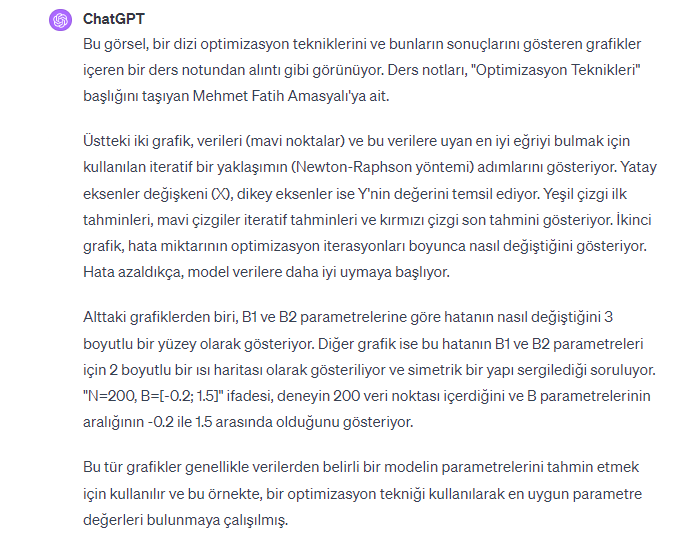 ChatGPT
Bu görsel, bir dizi optimizasyon tekniklerini ve bunların sonuçlarını gösteren grafikler
içeren bir ders notundan alıntı gibi görünüyor. Ders notları, "Optimizasyon Teknikleri"
başlığını taşıyan Mehmet Fatih Amasyalı'ya ait.
Üstteki iki grafik, verileri (mavi noktalar) ve bu verilere uyan en iyi eğriyi bulmak için
kullanılan iteratif bir yaklaşımın (Newton-Raphson yöntemi) adımlarını gösteriyor. Yatay
eksenler değişkeni (X), dikey eksenler ise Y'nin değerini temsil ediyor. Yeşil çizgi ilk
tahminleri, mavi çizgiler iteratif tahminleri ve kırmızı çizgi son tahmini gösteriyor. İkinci
grafik, hata miktarının optimizasyon iterasyonları boyunca nasıl değiştiğini gösteriyor.
Hata azaldıkça, model verilere daha iyi uymaya başlıyor.
Alttaki grafiklerden biri, B1 ve B2 parametrelerine göre hatanın nasıl değiştiğini 3
boyutlu bir yüzey olarak gösteriyor. Diğer grafik ise bu hatanın B1 ve B2 parametreleri
için 2 boyutlu bir ısı haritası olarak gösteriliyor ve simetrik bir yapı sergilediği soruluyor.
"N=200, B=[-0.2; 1.5]" ifadesi, deneyin 200 veri noktası içerdiğini ve B parametrelerinin
aralığının -0.2 ile 1.5 arasında olduğunu gösteriyor.
Bu tür grafikler genellikle verilerden belirli bir modelin parametrelerini tahmin etmek
için kullanılır ve bu örnekte, bir optimizasyon tekniği kullanılarak en uygun parametre
değerleri bulunmaya çalışılmış.